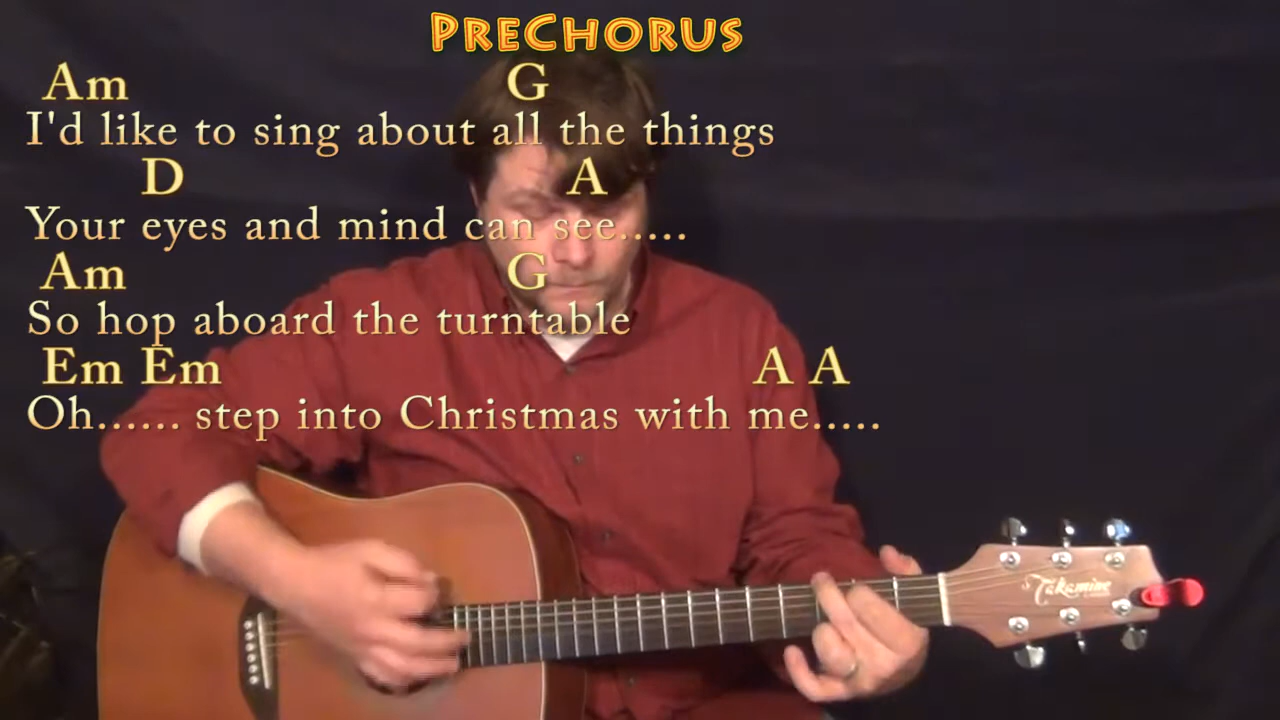 PRECHORUS
Am G
I'd like to sing about all the things
D A
Your eyes and mind can see.....
Am G
So hop aboard the turntable
Em Em A A
Oh...... step into Christmas with me.....
Takamine